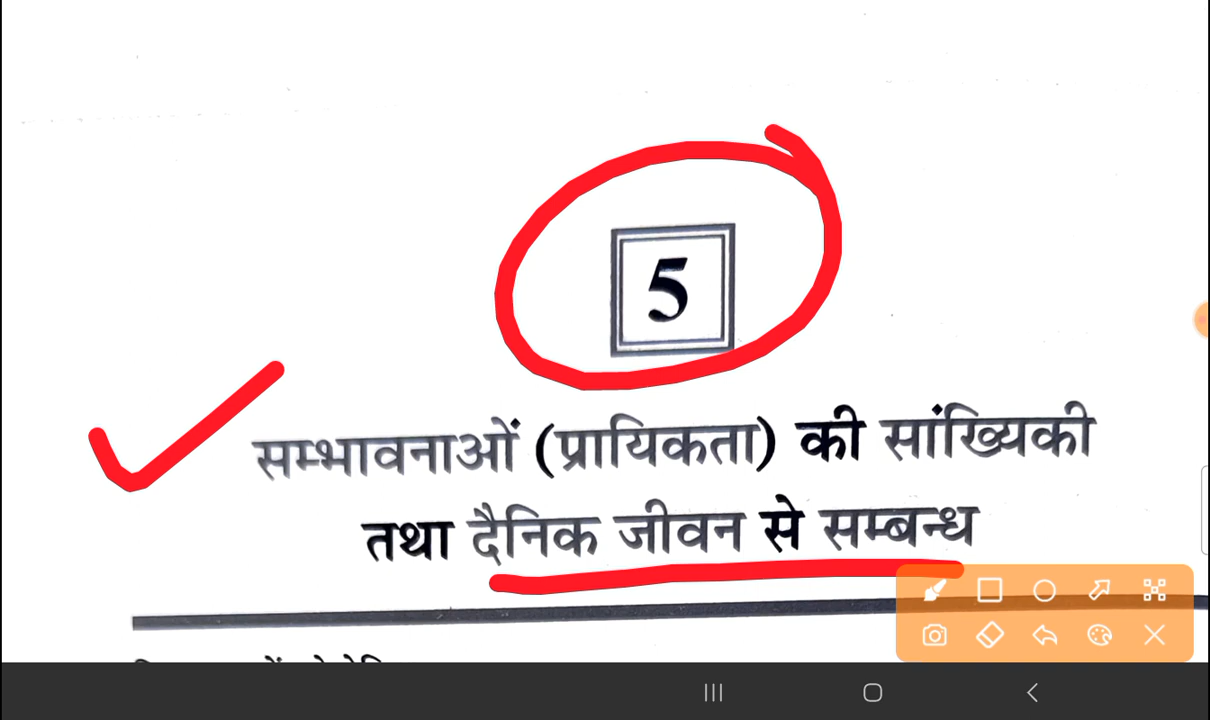 5
सम्भावनाओं (प्रायिकता) की सांख्यिकी
तथा दैनिक जीवन से सम्बन्ध